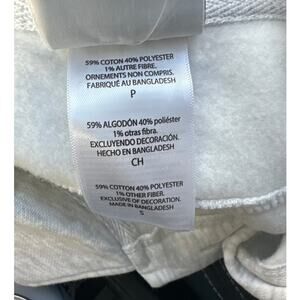 59% COTON 40% POLYESTER
1% AUTRE FIBRE.
ORNEMENTS NON COMPRIS.
FABRIQUÉ AU BANGLADESH
P
59% ALGODÓN 40% poliéster
1% otras fibra.
EXCLUYENDO DECORACIÓN.
HECHO EN BANGLADESH
CH
59% COTTON 40% POLYESTER
1% OTHER FIBER.
EXCLUSIVE OF DECORATION.
MADE IN BANGLADESH
S